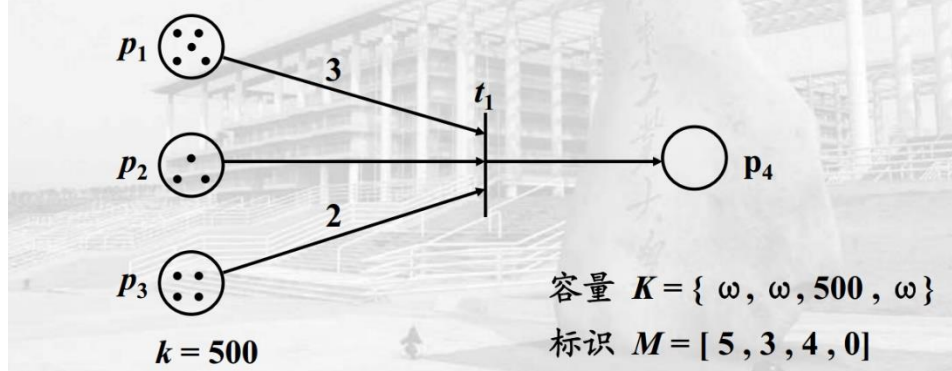 p₁
3
t₁
p₂
p₄
2
p₃
k = 500
容量 K = { ω, ω, 500 , ω }
标识 M = [ 5 , 3 , 4 , 0]